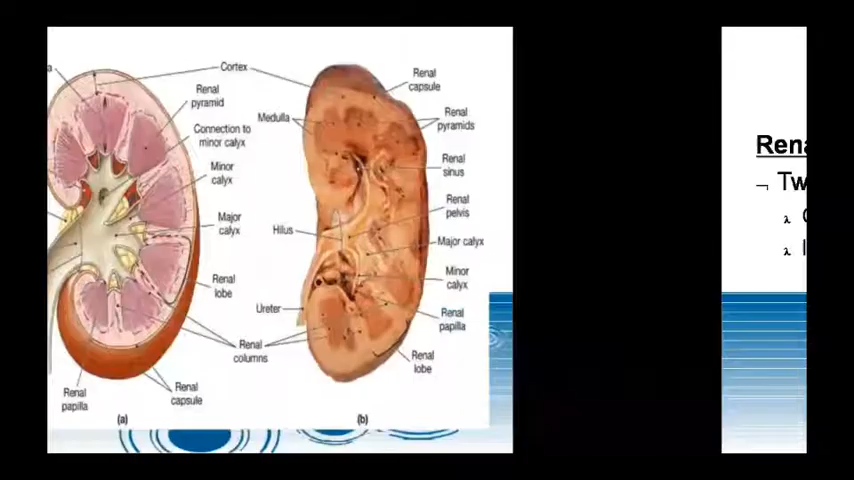 a
Cortex
Renal
capsule
Renal
pyramid
Medulla
Renal
pyramids
Connection to
minor calyx
Renal
sinus
Minor
calyx
Renal
pelvis
Major
calyx
Hilus
Major calyx
Minor
calyx
Renal
lobe
Ureter
Renal
papilla
Renal
columns
Renal
lobe
Renal
papilla
Renal
capsule
(a)
(b)
Rena
¬ Tw